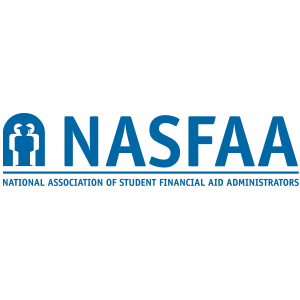 NASFAA
NATIONAL ASSOCIATION OF STUDENT FINANCIAL AID ADMINISTRATORS